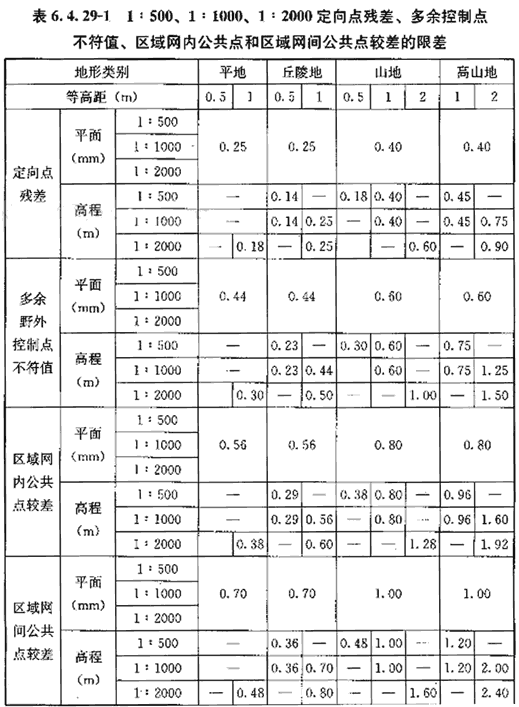 表 6.4.29-1 1∶500、1∶1000、1∶2000 定向点残差、多余控制点
不符值、区域网内公共点和区域网间公共点较差的限差
地形类别 平地 丘陵地 山地 高山地
等高距(m) 0.5 1 0.5 1 0.5 1 2 1 2
定向点残差 平面(mm) 1∶500 1∶1000 1∶2000 0.25 0.25 0.40 0.40
高程(m) 1∶500 — 0.14 — 0.18 0.40 — 0.45 —
1∶1000 — 0.14 0.25 — 0.40 — 0.45 0.75
1∶2000 — 0.18 — 0.25 — 0.60 — 0.90
多余野外控制点不符值 平面(mm) 1∶500 1∶1000 1∶2000 0.44 0.44 0.60 0.60
高程(m) 1∶500 — 0.23 — 0.30 0.60 — 0.75 —
1∶1000 — 0.23 0.44 0.60 — 0.75 1.25
1∶2000 0.30 — 0.50 — — 1.00 — 1.50
区域网内公共点较差 平面(mm) 1∶500 1∶1000 1∶2000 0.56 0.56 0.80 0.80
高程(m) 1∶500 — 0.29 — 0.38 0.80 — 0.96 —
1∶1000 — 0.29 0.56 — 0.80 — 0.96 1.60
1∶2000 0.38 — 0.60 — — 1.28 — 1.92
区域网间公共点较差 平面(mm) 1∶500 1∶1000 1∶2000 0.70 0.70 1.00 1.00
高程(m) 1∶500 — 0.36 — 0.48 1.00 — 1.20 —
1∶1000 — 0.36 0.70 — 1.00 — 1.20 2.00
1∶2000 — 0.48 — 0.80 — — 1.60 — 2.40